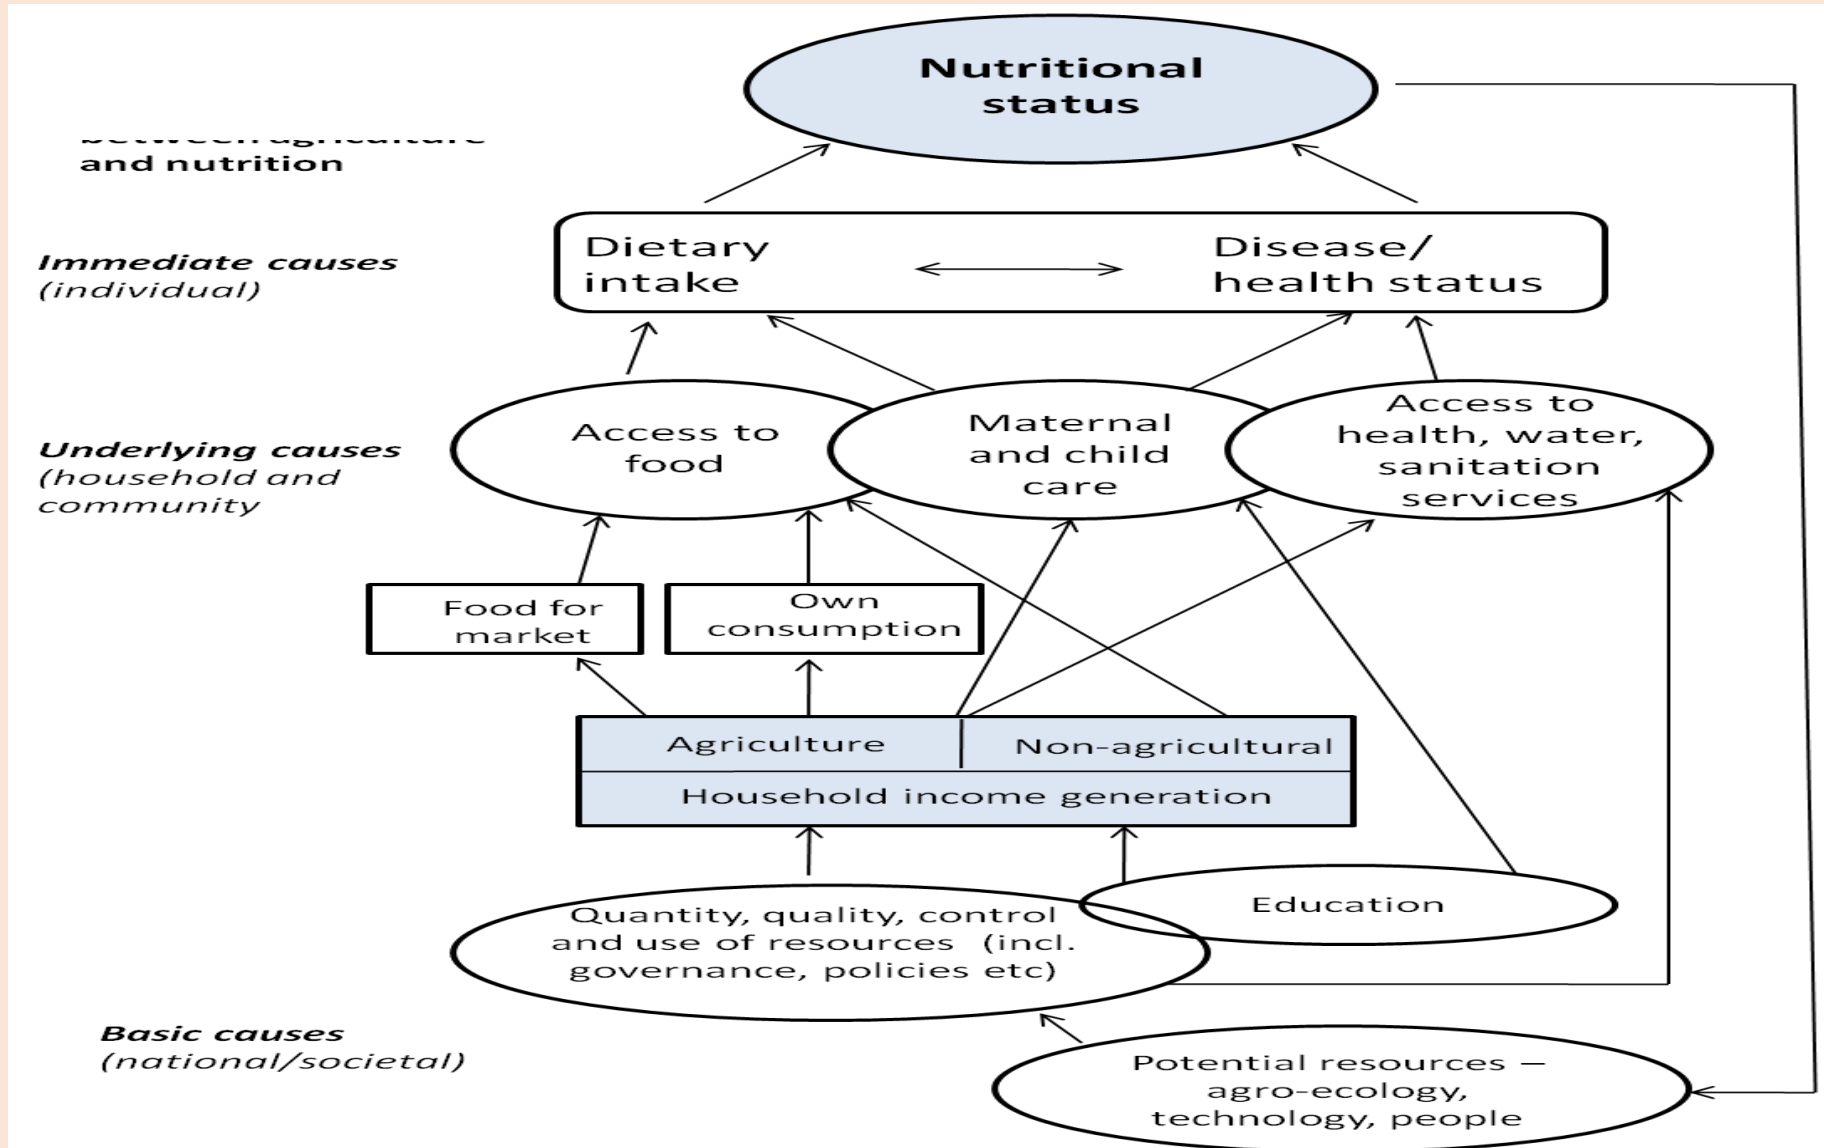 Nutritional
status
between agriculture
and nutrition
Immediate causes
(individual)
Dietary
intake
Disease/
health status
Underlying causes
(household and
community
Access to
food
Maternal
and child
care
Access to
health, water,
sanitation
services
Food for
market
Own
consumption
Agriculture
Non-agricultural
Household income generation
Quantity, quality, control
and use of resources (incl.
governance, policies etc)
Education
Basic causes
(national/societal)
Potential resources –
agro-ecology,
technology, people